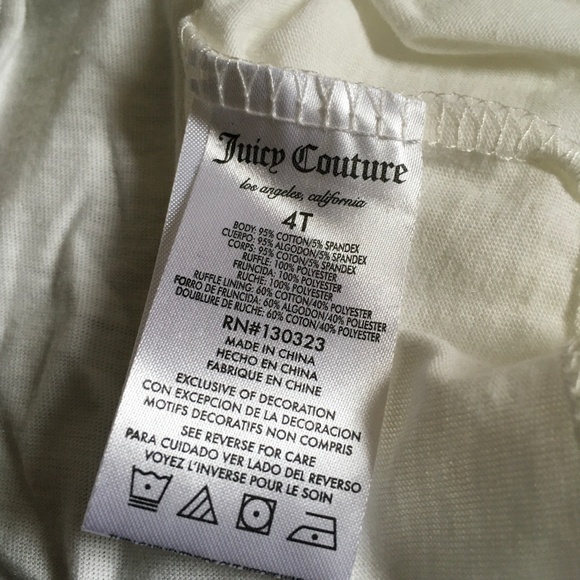 Juicy Couture
los angeles, california
4T
BODY: 95% COTTON/5% SPANDEX
CUERPO: 95% ALGODON/5% SPANDEX
CORPS: 95% COTON/5% SPANDEX
RUFFLE: 100% POLYESTER
FRUNCIDA: 100% POLYESTER
RUCHE: 100% POLYESTER
RUFFLE LINING: 60% COTTON/40% POLYESTER
FORRO DE FRUNCIDA: 60% ALGODON/40% POLIESTER
DOUBLURE DE RUCHE: 60% COTON/40% POLYESTER
RN#130323
MADE IN CHINA
HECHO EN CHINA
FABRIQUE EN CHINE
EXCLUSIVE OF DECORATION
CON EXCEPCION DE LA DECORACION
MOTIFS DECORATIFS NON COMPRIS
SEE REVERSE FOR CARE
PARA CUIDADO VER LADO DEL REVERSO
VOYEZ L'INVERSE POUR LE SOIN